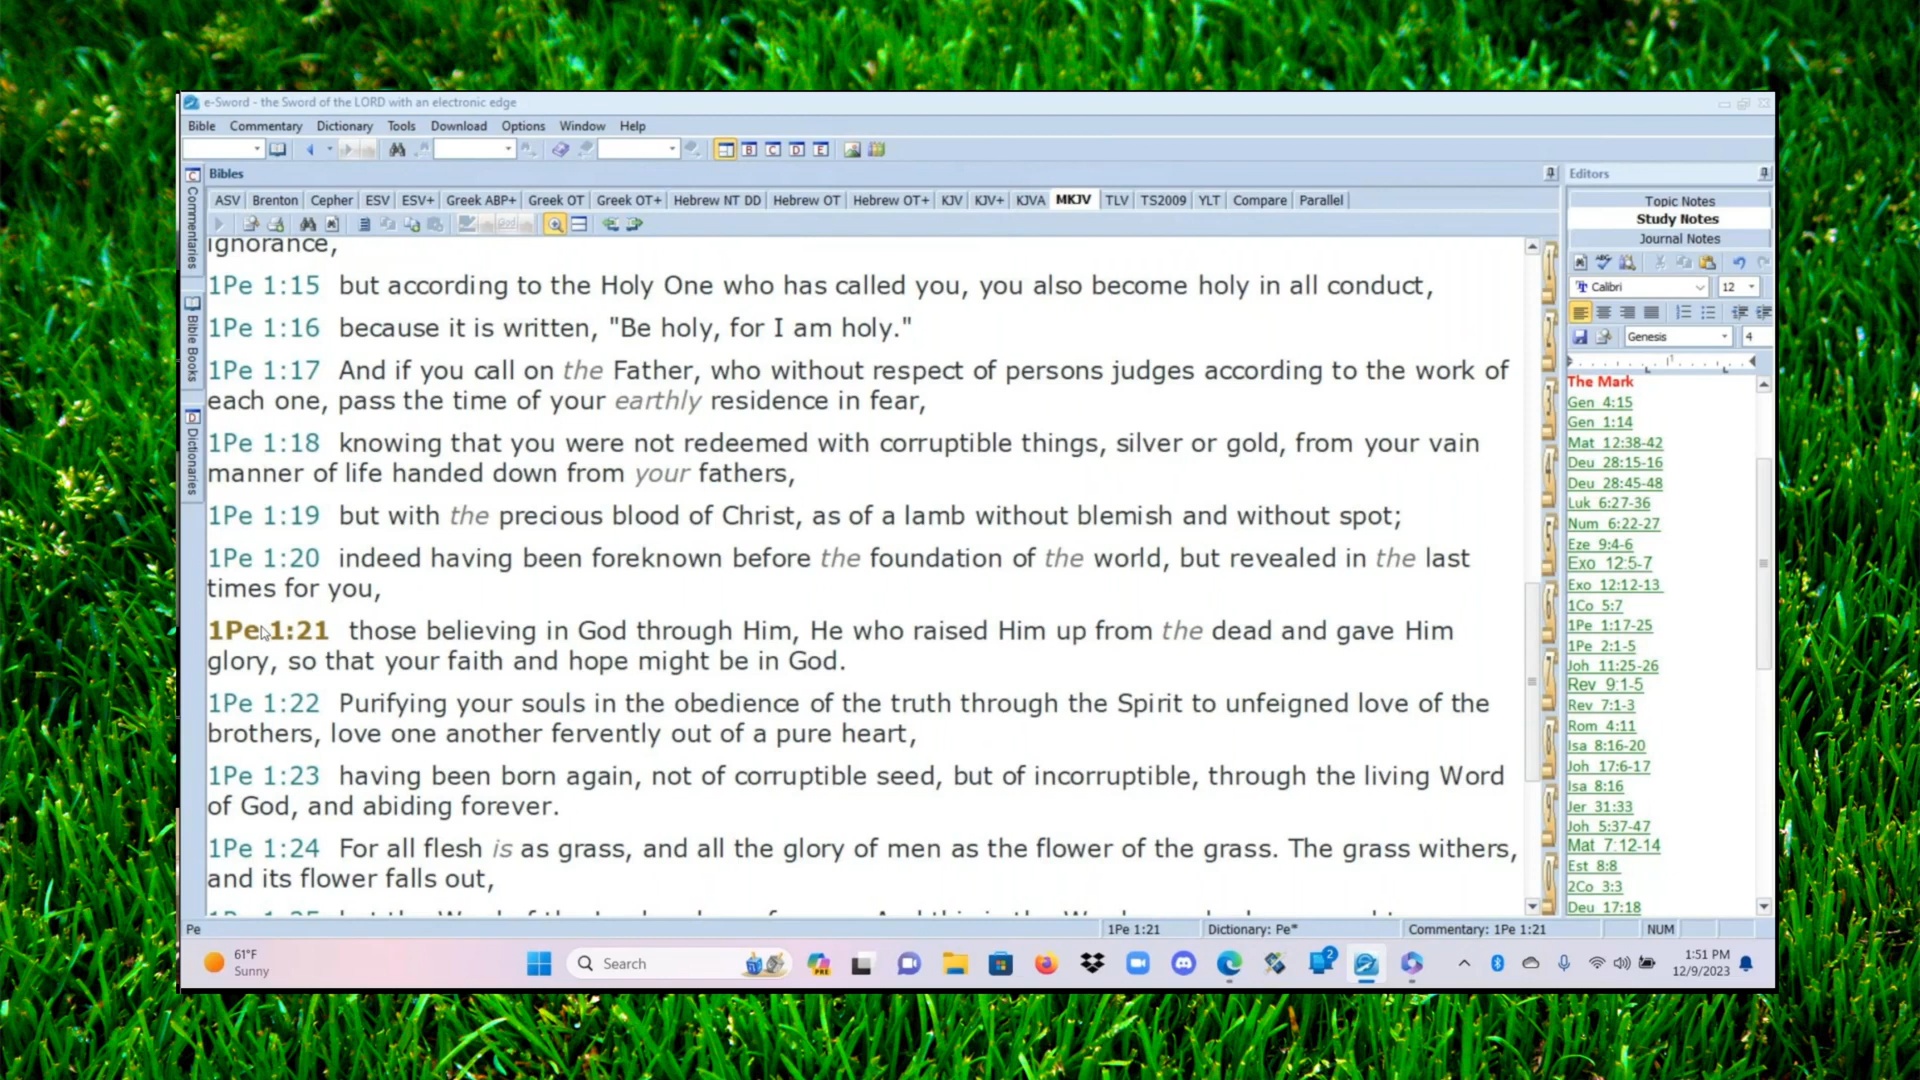 e-Sword - the Sword of the LORD with an electronic edge
Bible Commentary Dictionary Tools Download Options Window Help
B C D E
Bibles
ASV Brenton Cepher ESV ESV+ Greek ABP+ Greek OT Greek OT+ Hebrew NT DD Hebrew OT Hebrew OT+ KJV KJV+ KJVA MKJV TLV TS2009 YLT Compare Parallel
Commentaries
Bible Books
Dictionaries
ignorance,
1Pe 1:15 but according to the Holy One who has called you, you also become holy in all conduct,
1Pe 1:16 because it is written, "Be holy, for I am holy."
1Pe 1:17 And if you call on the Father, who without respect of persons judges according to the work of
each one, pass the time of your earthly residence in fear,
1Pe 1:18 knowing that you were not redeemed with corruptible things, silver or gold, from your vain
manner of life handed down from your fathers,
1Pe 1:19 but with the precious blood of Christ, as of a lamb without blemish and without spot;
1Pe 1:20 indeed having been foreknown before the foundation of the world, but revealed in the last
times for you,
1Pe 1:21 those believing in God through Him, He who raised Him up from the dead and gave Him
glory, so that your faith and hope might be in God.
1Pe 1:22 Purifying your souls in the obedience of the truth through the Spirit to unfeigned love of the
brothers, love one another fervently out of a pure heart,
1Pe 1:23 having been born again, not of corruptible seed, but of incorruptible, through the living Word
of God, and abiding forever.
1Pe 1:24 For all flesh is as grass, and all the glory of men as the flower of the grass. The grass withers,
and its flower falls out,
1
2
3
4
5
6
7
8
9
0
Editors
Topic Notes
Study Notes
Journal Notes
Calibri 12
Genesis 4
The Mark
Gen 4:15
Gen 1:14
Mat 12:38-42
Deu 28:15-16
Deu 28:45-48
Luk 6:27-36
Num 6:22-27
Eze 9:4-6
Exo 12:5-7
Exo 12:12-13
1Co 5:7
1Pe 1:17-25
1Pe 2:1-5
Joh 11:25-26
Rev 9:1-5
Rev 7:1-3
Rom 4:11
Isa 8:16-20
Joh 17:6-17
Isa 8:16
Jer 31:33
Joh 5:37-47
Mat 7:12-14
Est 8:8
2Co 3:3
Deu 17:18
Pe 1Pe 1:21 Dictionary: Pe* Commentary: 1Pe 1:21 NUM
61°F
Sunny
Search
PRE
2
1:51 PM
12/9/2023